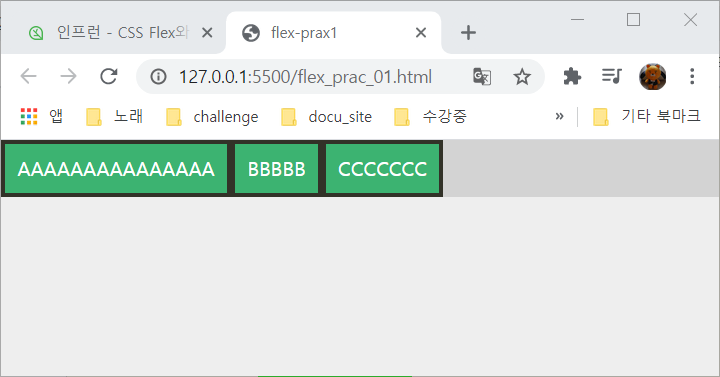 인프런 - CSS Flex와
flex-prax1
127.0.0.1:5500/flex_prac_01.html
앱
노래
challenge
docu_site
수강중
»
기타 북마크
AAAAAAAAAAAAAAA
BBBBB
CCCCCCC